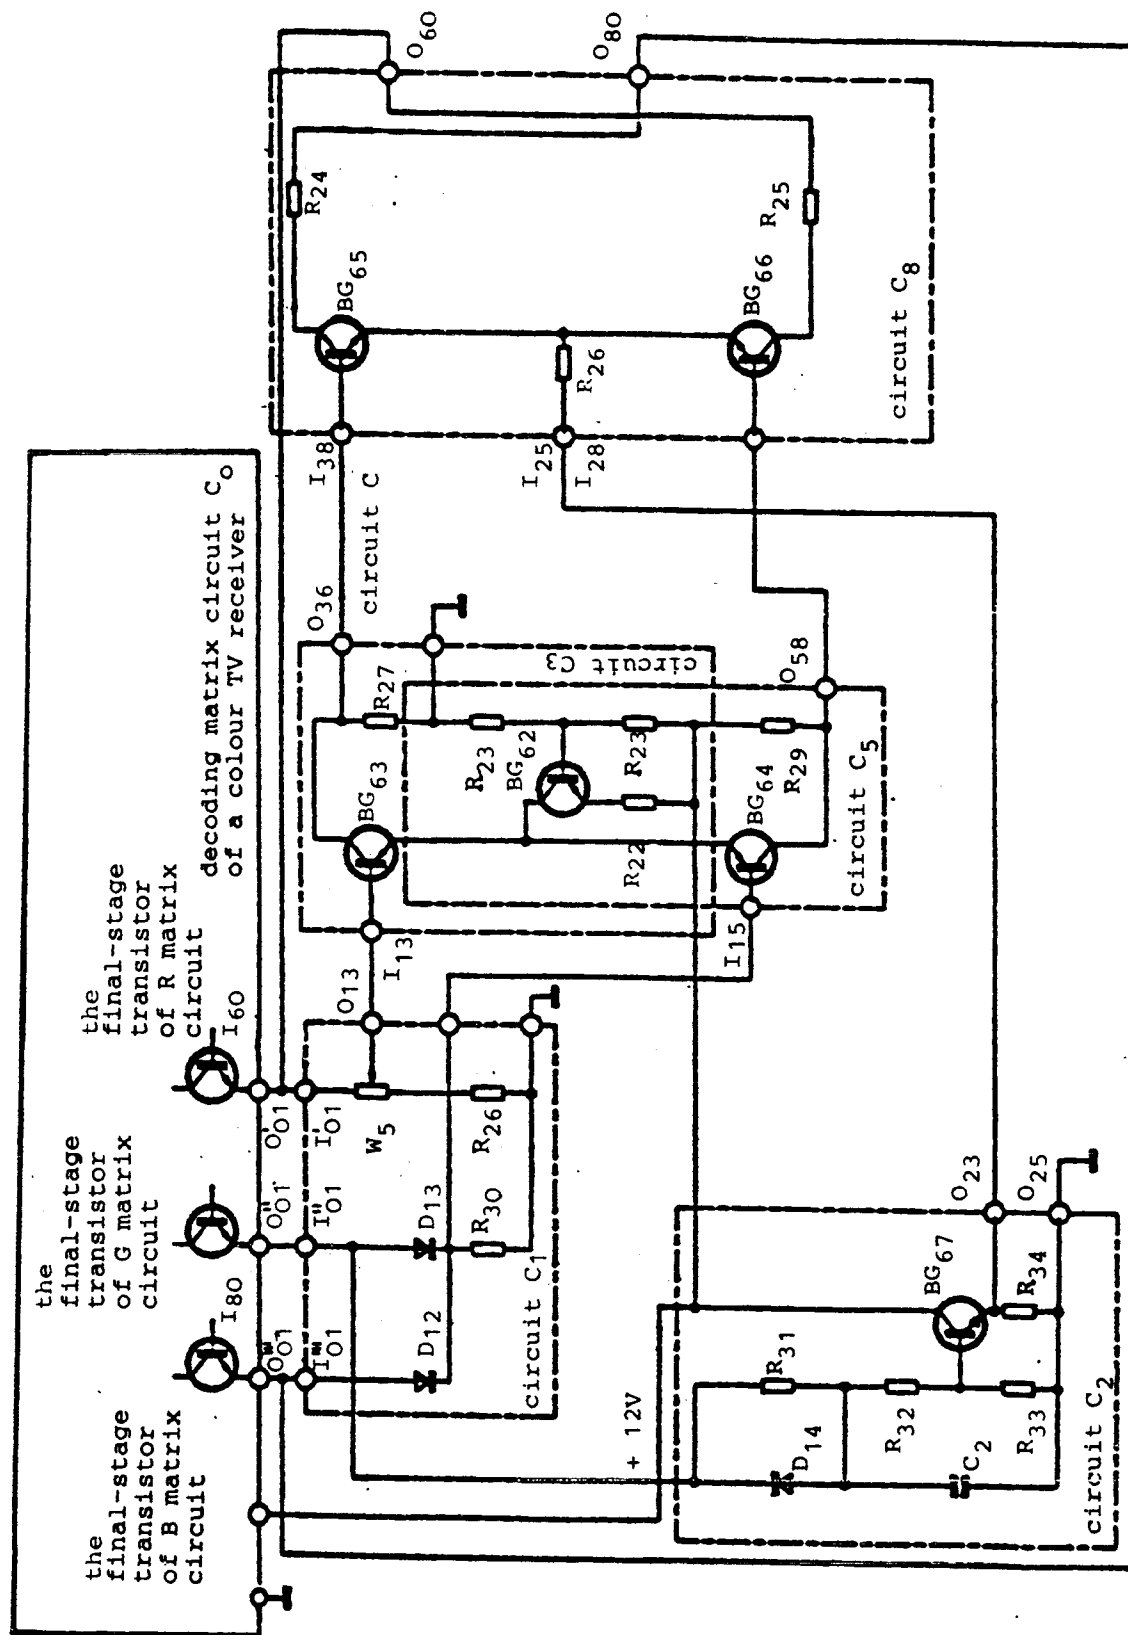 decoding matrix circuit C₀
of a colour TV receiver
the
final-stage
transistor
of B matrix
circuit
the
final-stage
transistor
of G matrix
circuit
the
final-stage
transistor
of R matrix
circuit
I80
I60
O‴01
O″01
O′01
I‴01
I″01
I′01
D12
D13
R30
W5
R26
circuit C1
O13
I13
I15
BG63
R27
R23
BG62
R23
R22
BG64
R29
circuit C3
circuit C5
O36
O58
circuit C
I38
I25
I28
BG65
R24
R26
BG66
R25
circuit C8
O60
O80
+ 12V
R31
D14
R32
C2
R33
BG67
R34
O23
O25
circuit C2